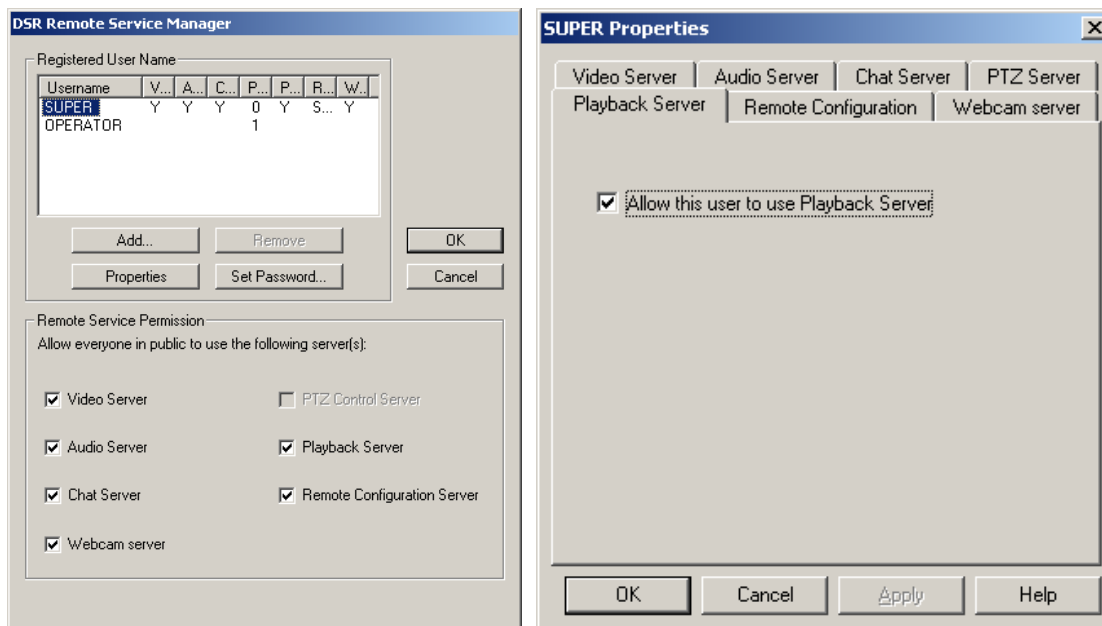 DSR Remote Service Manager
Registered User Name
Username V... A... C... P... P... R... W...
SUPER Y Y Y 0 Y S... Y
OPERATOR 1
Add... Remove OK
Properties Set Password... Cancel
Remote Service Permission
Allow everyone in public to use the following server(s):
Video Server PTZ Control Server
Audio Server Playback Server
Chat Server Remote Configuration Server
Webcam server
SUPER Properties
Video Server Audio Server Chat Server PTZ Server
Playback Server Remote Configuration Webcam server
Allow this user to use Playback Server
OK Cancel Apply Help